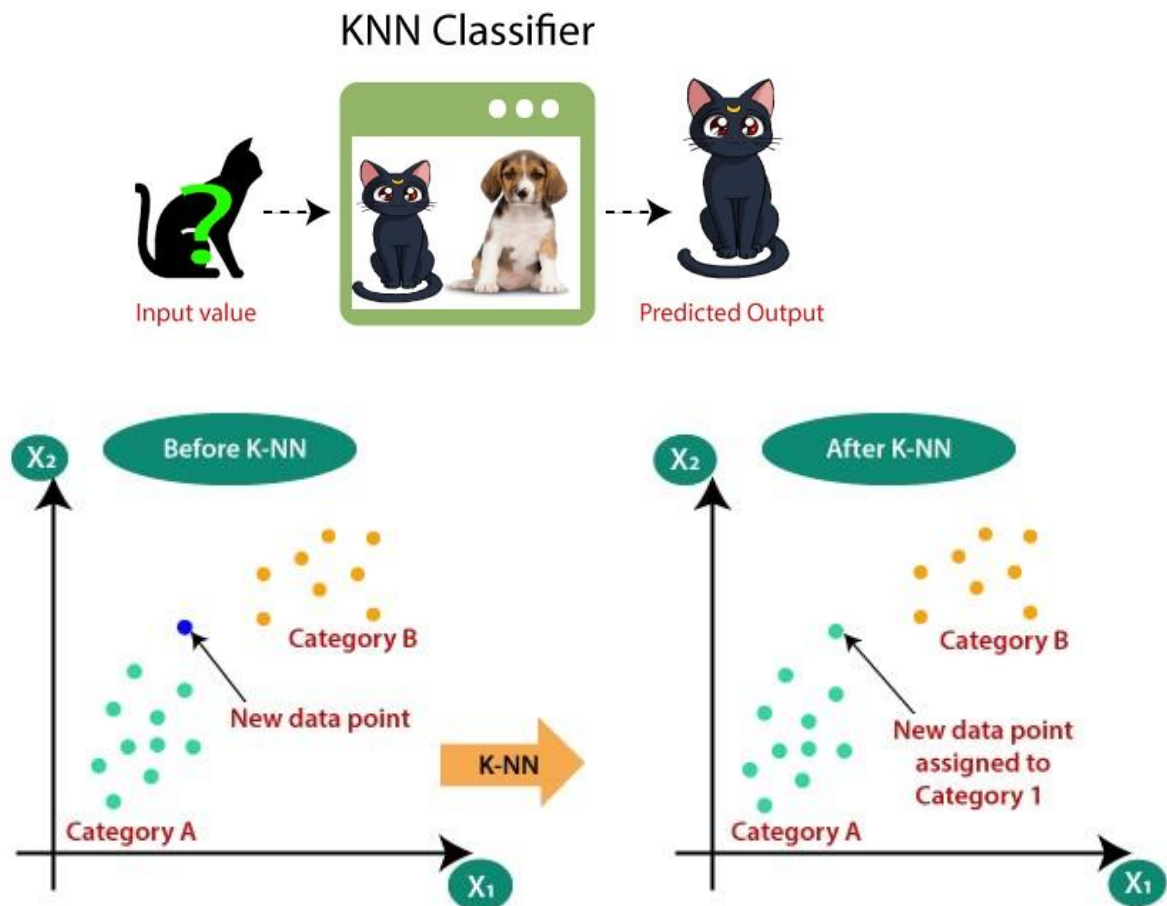 KNN Classifier
?
Input value
Predicted Output
X₂
Before K-NN
Category B
New data point
Category A
X₁
K-NN
X₂
After K-NN
Category B
New data point
assigned to
Category 1
Category A
X₁